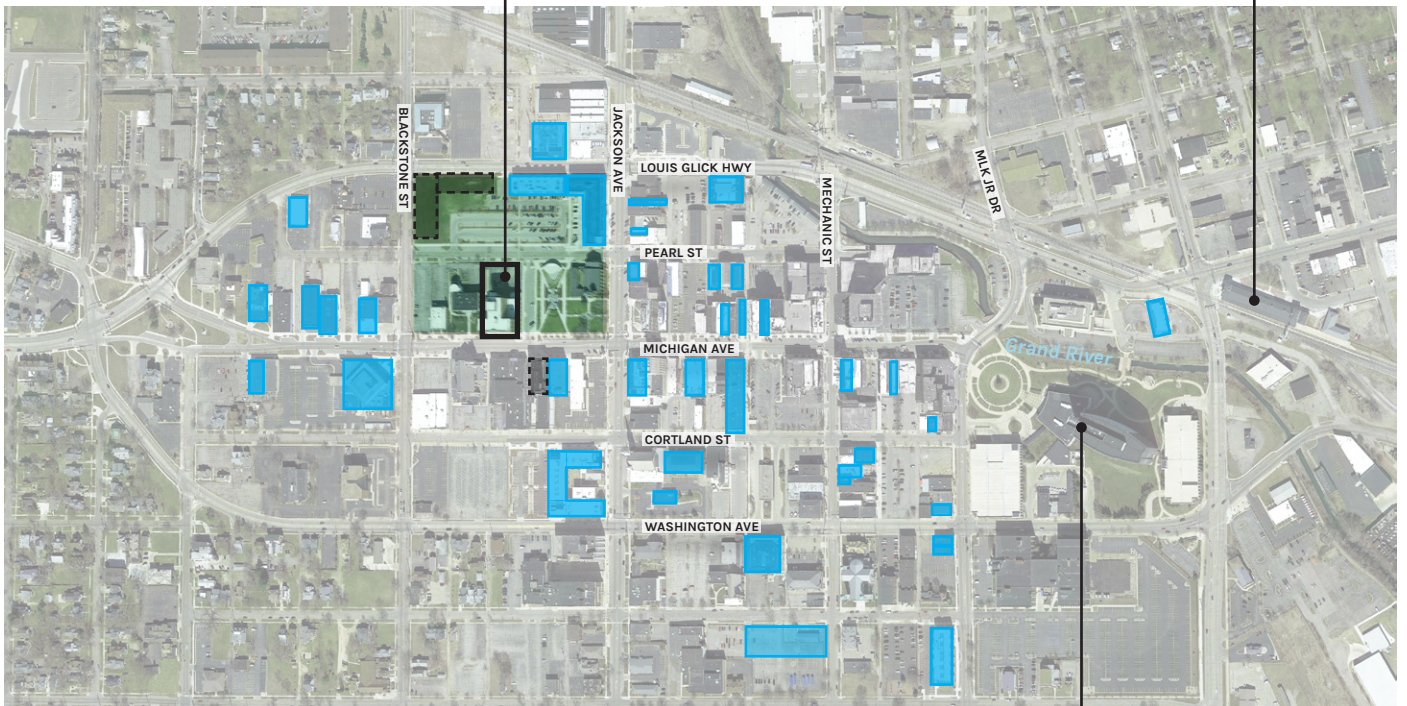 BLACKSTONE ST
JACKSON AVE
LOUIS GLICK HWY
MECHANIC ST
MLK JR DR
PEARL ST
MICHIGAN AVE
Grand River
CORTLAND ST
WASHINGTON AVE